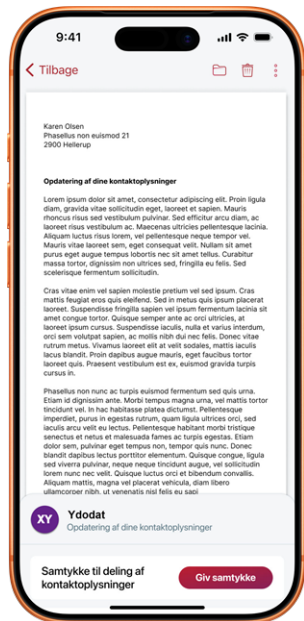 9:41
Tilbage
Karen Olsen
Phasellus non euismod 21
2900 Hellerup
Opdatering af dine kontaktoplysninger
Lorem ipsum dolor sit amet, consectetur adipiscing elit. Proin ligula
diam, gravida vitae sollicitudin eget, laoreet et sapien. Mauris
rhoncus risus sed vestibulum pulvinar. Sed efficitur arcu diam, ac
laoreet risus vestibulum ac. Maecenas ultricies pellentesque lacinia.
Aliquam luctus risus lorem, vel pellentesque neque tempor vel.
Mauris vitae laoreet sem, eget consequat velit. Nullam sit amet
purus eget augue tempus lobortis nec sit amet tellus. Curabitur
massa tortor, dignissim non ultrices sed, fringilla eu felis. Sed
scelerisque fermentum sollicitudin.
Cras vitae enim vel sapien molestie pretium vel sed ipsum. Cras
mattis feugiat eros quis eleifend. Sed in metus quis ipsum placerat
laoreet. Suspendisse fringilla sapien vel ipsum fermentum lacinia sit
amet congue tortor. Quisque semper ante ac orci ultricies, at
laoreet ipsum cursus. Suspendisse iaculis, nulla et varius interdum,
orci sem volutpat sapien, ac mollis nibh dui nec felis. Donec vitae
rutrum metus. Vivamus laoreet elit at velit sodales, mattis iaculis
lacus blandit. Proin dapibus augue mauris, eget faucibus tortor
laoreet quis. Praesent vestibulum est ex, euismod gravida turpis
cursus in.
Phasellus non nunc ac turpis euismod fermentum sed quis urna.
Etiam id dignissim ante. Morbi tempus magna urna, vel mattis tortor
tincidunt vel. In hac habitasse platea dictumst. Pellentesque
imperdiet, purus in egestas rutrum, quam ligula ultrices orci, sed
iaculis arcu velit eu lectus. Pellentesque habitant morbi tristique
senectus et netus et malesuada fames ac turpis egestas. Etiam
dolor sem, pulvinar eget tempus non, tempor quis nunc. Donec
blandit dapibus lectus porttitor elementum. Quisque congue, ligula
sed viverra pulvinar, neque neque tincidunt augue, vel sollicitudin
lorem nunc nec velit. Quisque luctus orci et bibendum convallis.
Aliquam mattis, magna vel placerat vehicula, diam libero
ullamcorper nibh, ut venenatis nisl felis eu sapi
XY
Ydodat
Opdatering af dine kontaktoplysninger
Samtykke til deling af
kontaktoplysninger
Giv samtykke